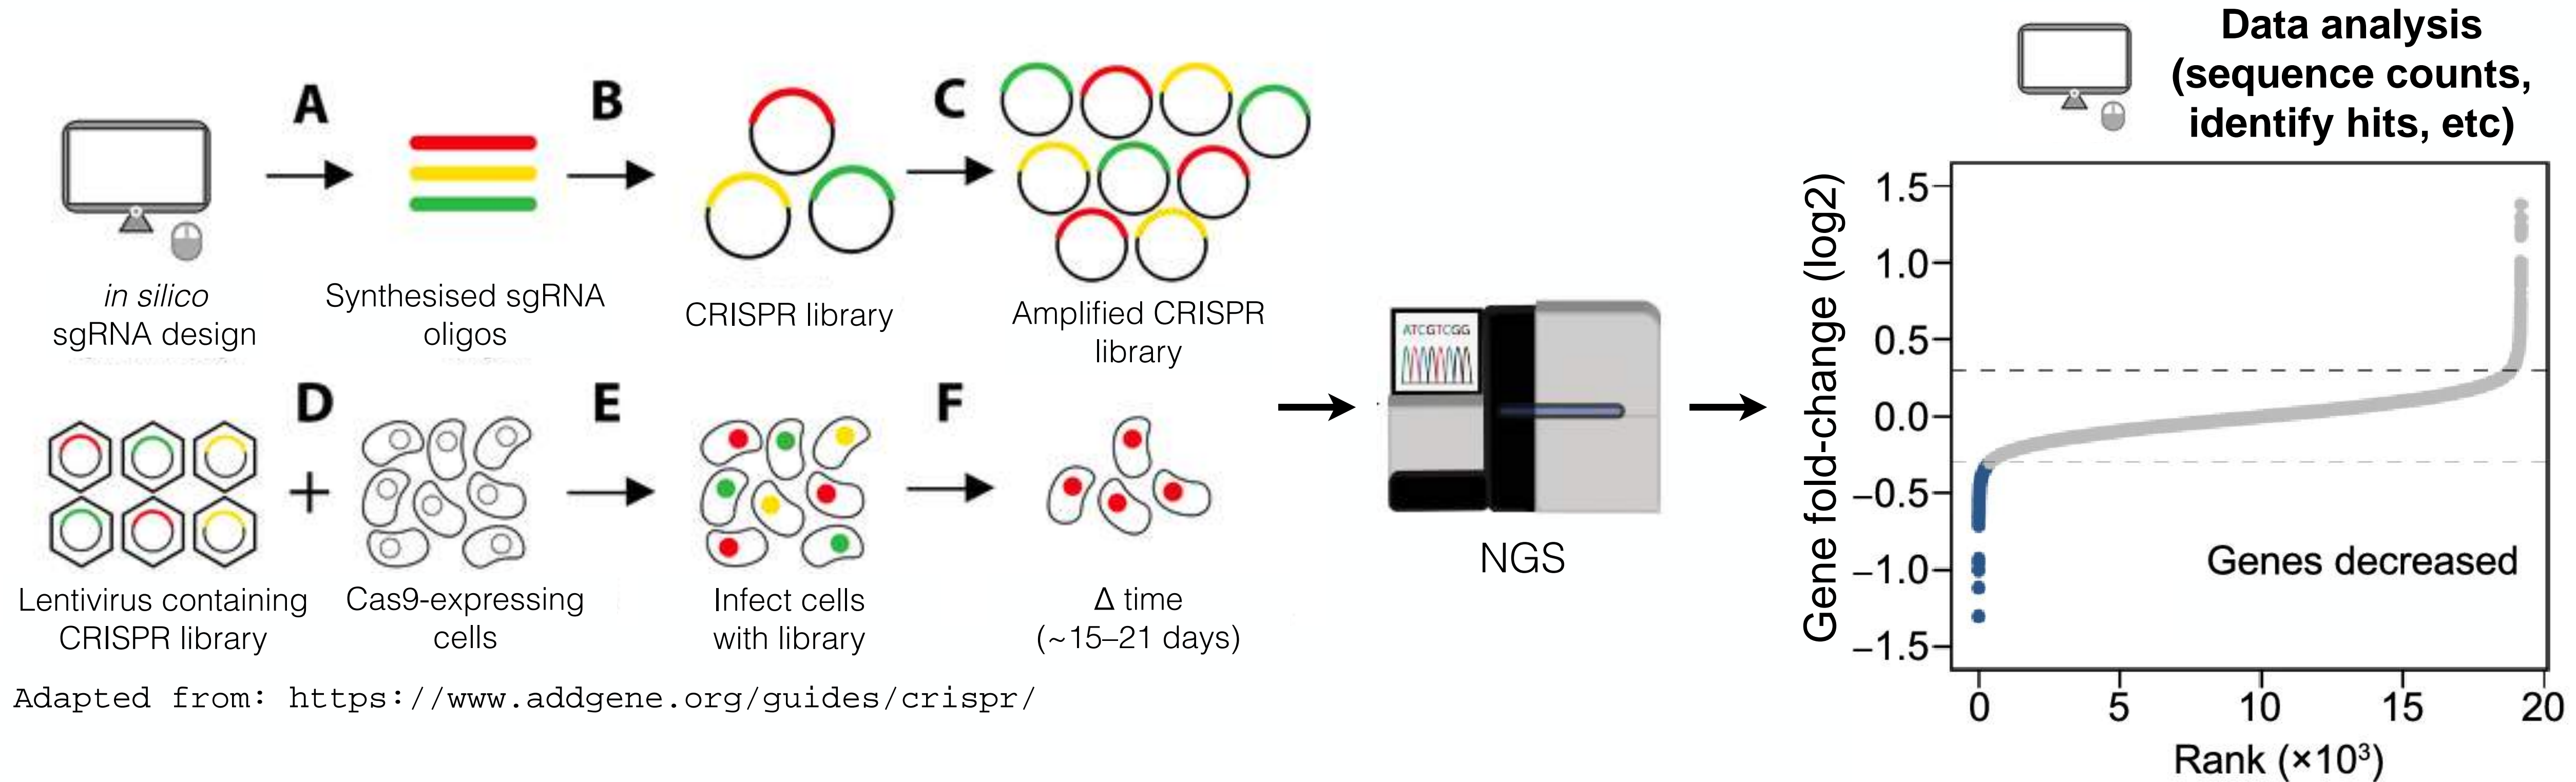 A
B
C
in silico
sgRNA design
Synthesised sgRNA
oligos
CRISPR library
Amplified CRISPR
library
D
+
E
F
Lentivirus containing
CRISPR library
Cas9-expressing
cells
Infect cells
with library
Δ time
(~15–21 days)
Adapted from: https://www.addgene.org/guides/crispr/
ATCGTCGG
NGS
Data analysis
(sequence counts,
identify hits, etc)
Gene fold-change (log2)
1.5
1.0
0.5
0.0
−0.5
−1.0
−1.5
Genes decreased
0 5 10 15 20
Rank (×10³)